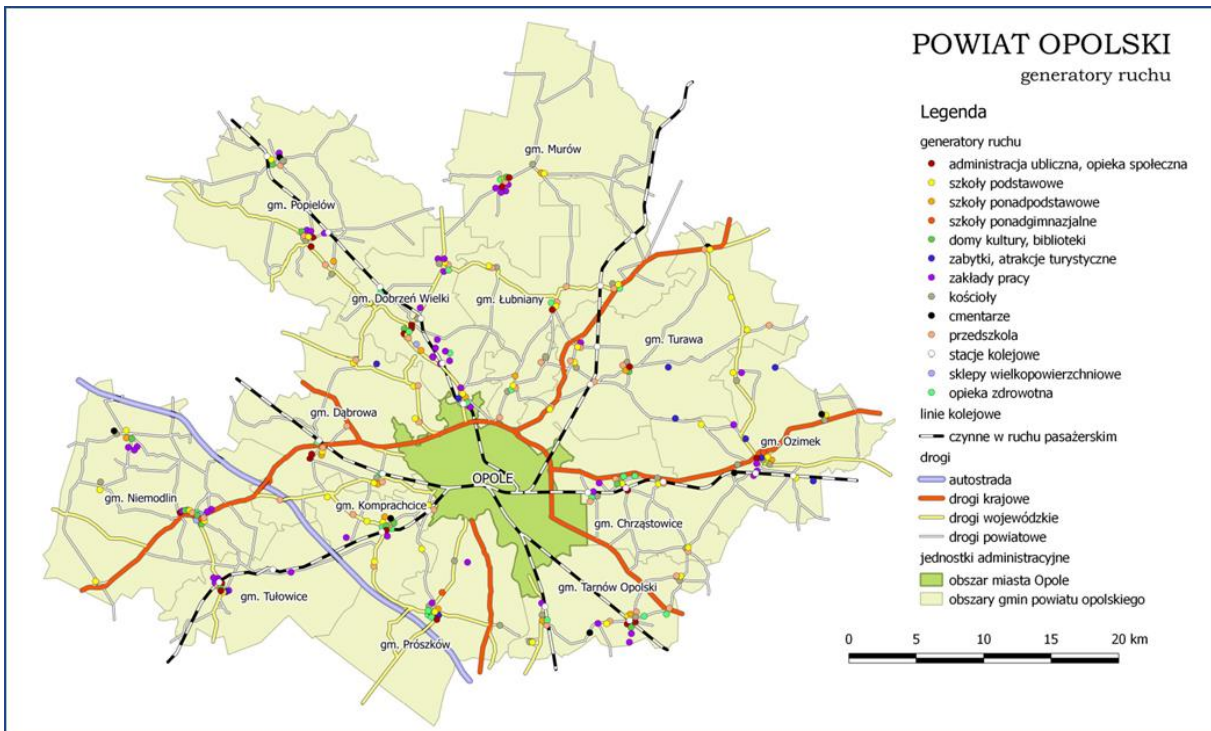 POWIAT OPOLSKI
generatory ruchu
Legenda
generatory ruchu
administracja ubliczna, opieka społeczna
szkoły podstawowe
szkoły ponadpodstawowe
szkoły ponadgimnazjalne
domy kultury, biblioteki
zabytki, atrakcje turystyczne
zakłady pracy
kościoły
cmentarze
przedszkola
stacje kolejowe
sklepy wielkopowierzchniowe
opieka zdrowotna
linie kolejowe
czynne w ruchu pasażerskim
drogi
autostrada
drogi krajowe
drogi wojewódzkie
drogi powiatowe
jednostki administracyjne
obszar miasta Opole
obszary gmin powiatu opolskiego
0 5 10 15 20 km
gm. Murów
gm. Popielów
gm. Dobrzeń Wielki
gm. Łubniany
gm. Turawa
gm. Dąbrowa
gm. Ozimek
OPOLE
gm. Niemodlin
gm. Komprachcice
gm. Chrząstowice
gm. Tarnów Opolski
gm. Tułowice
gm. Prószków